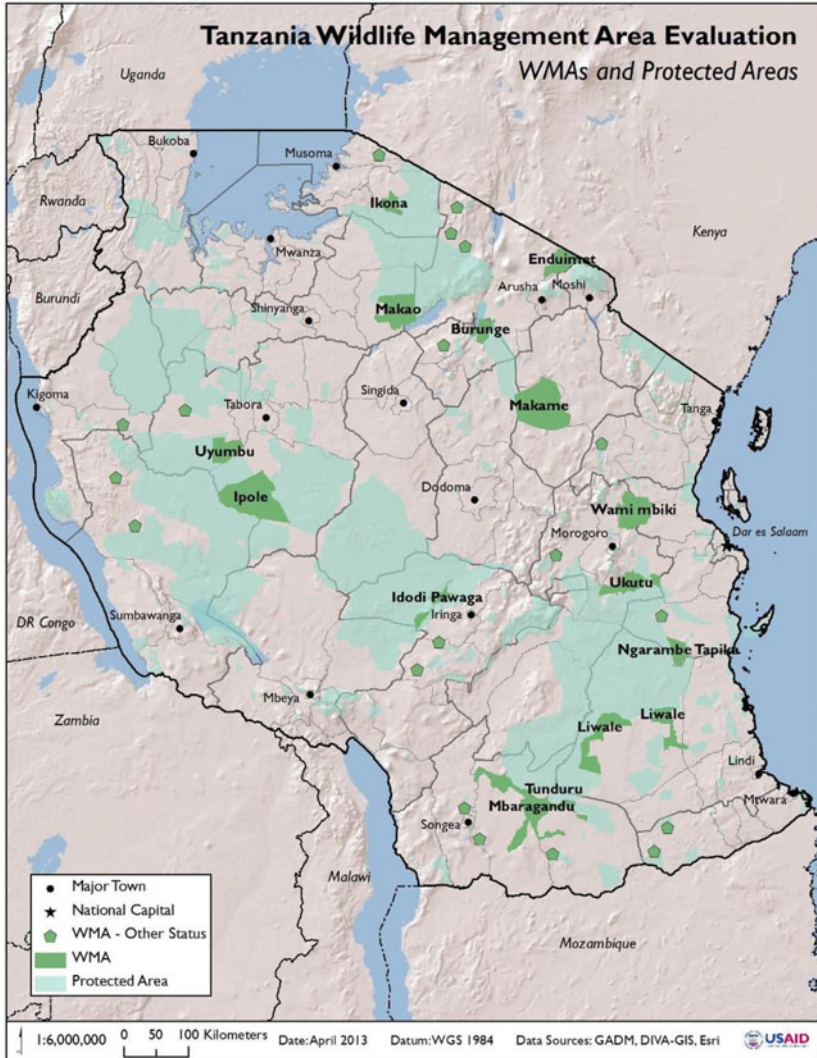 Tanzania Wildlife Management Area Evaluation
WMAs and Protected Areas
Uganda
Bukoba
Musoma
Rwanda
Ikona
Kenya
Mwanza
Enduimet
Burundi
Arusha
Moshi
Makao
Shinyanga
Burunge
Kigoma
Singida
Makame
Tabora
Tanga
Uyumbu
Ipole
Dodoma
Wami mbiki
Dar es Salaam
Morogoro
Ukutu
Idodi Pawaga
Iringa
DR Congo
Sumbawanga
Ngarambe Tapika
Mbeya
Zambia
Liwale
Liwale
Lindi
Tunduru
Mbaragandu
Mtwara
Songea
Malawi
Mozambique
Major Town
National Capital
WMA - Other Status
WMA
Protected Area
1:6,000,000
0 50 100 Kilometers
Date:April 2013
Datum:WGS 1984
Data Sources: GADM, DIVA-GIS, Esri
USAID